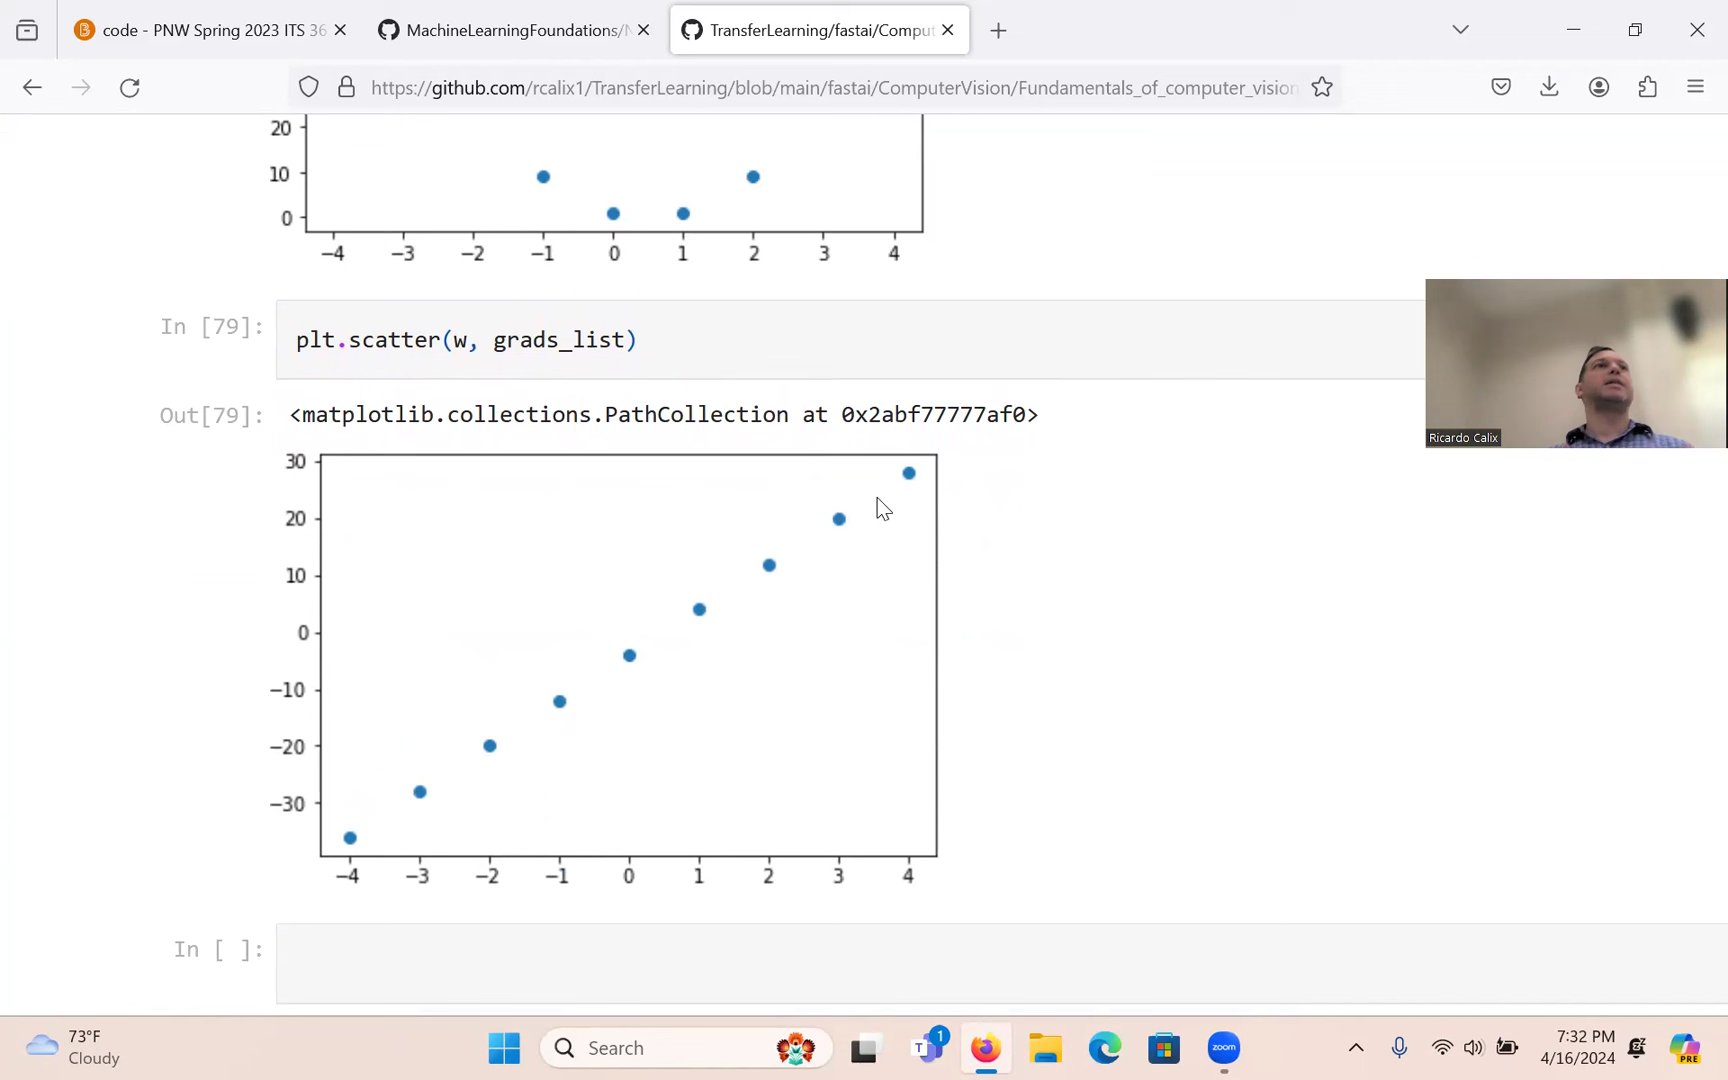 code - PNW Spring 2023 ITS 36
MachineLearningFoundations/
TransferLearning/fastai/Comput
https://github.com/rcalix1/TransferLearning/blob/main/fastai/ComputerVision/Fundamentals_of_computer_vision
20
10
0
−4 −3 −2 −1 0 1 2 3 4
In [79]:
plt.scatter(w, grads_list)
Out[79]:
<matplotlib.collections.PathCollection at 0x2abf77777af0>
Ricardo Calix
30
20
10
0
−10
−20
−30
−4 −3 −2 −1 0 1 2 3 4
In [ ]:
73°F
Cloudy
Search
T
1
zoom
7:32 PM
4/16/2024
PRE